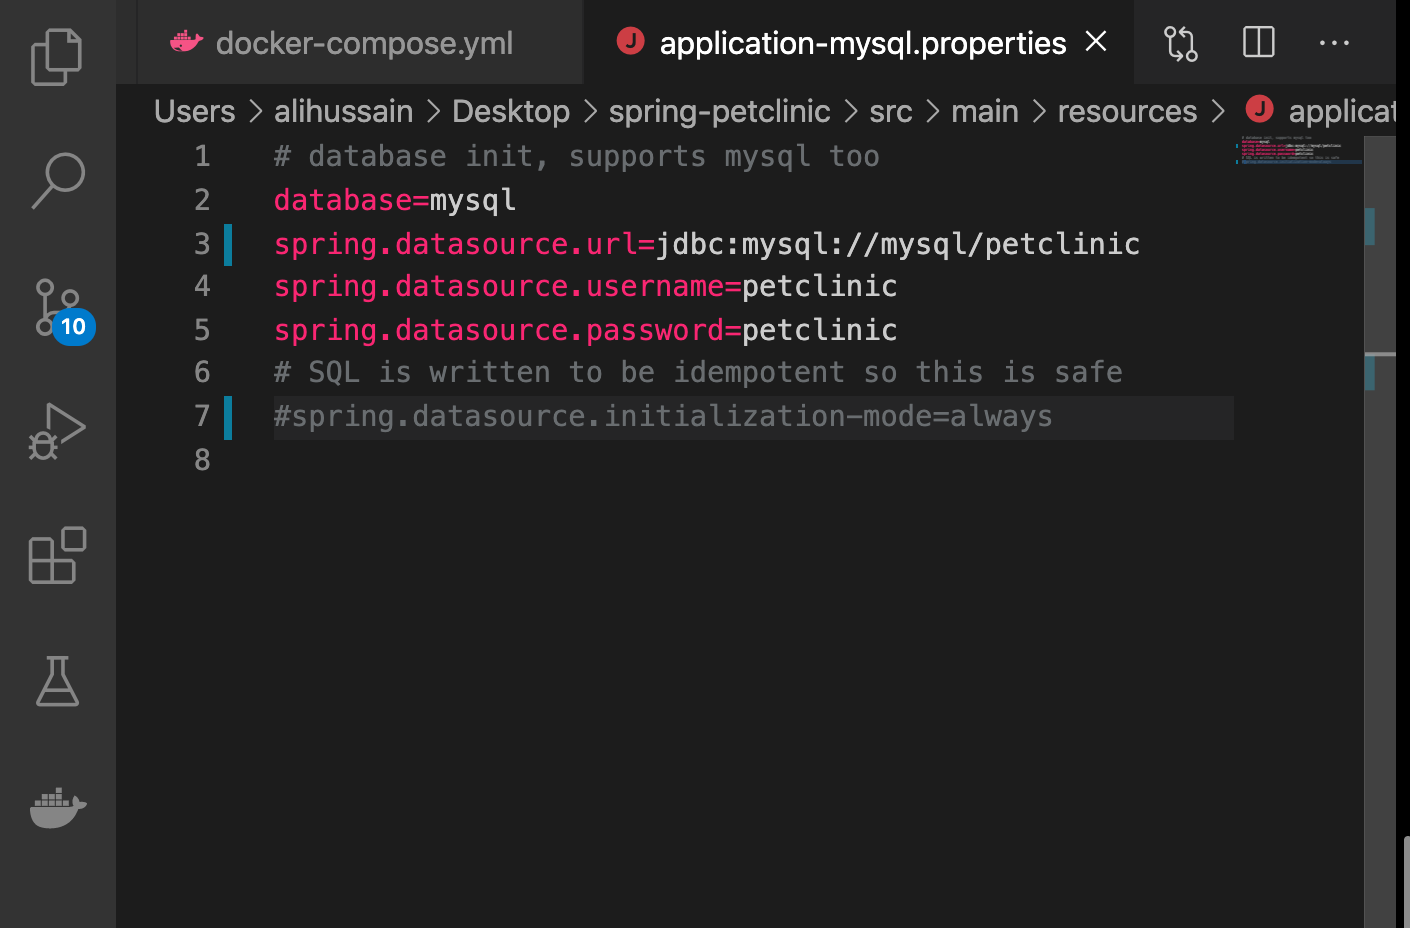 docker-compose.yml
J application-mysql.properties
Users > alihussain > Desktop > spring-petclinic > src > main > resources > J applicat
1 # database init, supports mysql too
2 database=mysql
3 spring.datasource.url=jdbc:mysql://mysql/petclinic
4 spring.datasource.username=petclinic
5 spring.datasource.password=petclinic
6 # SQL is written to be idempotent so this is safe
7 #spring.datasource.initialization-mode=always
8
10